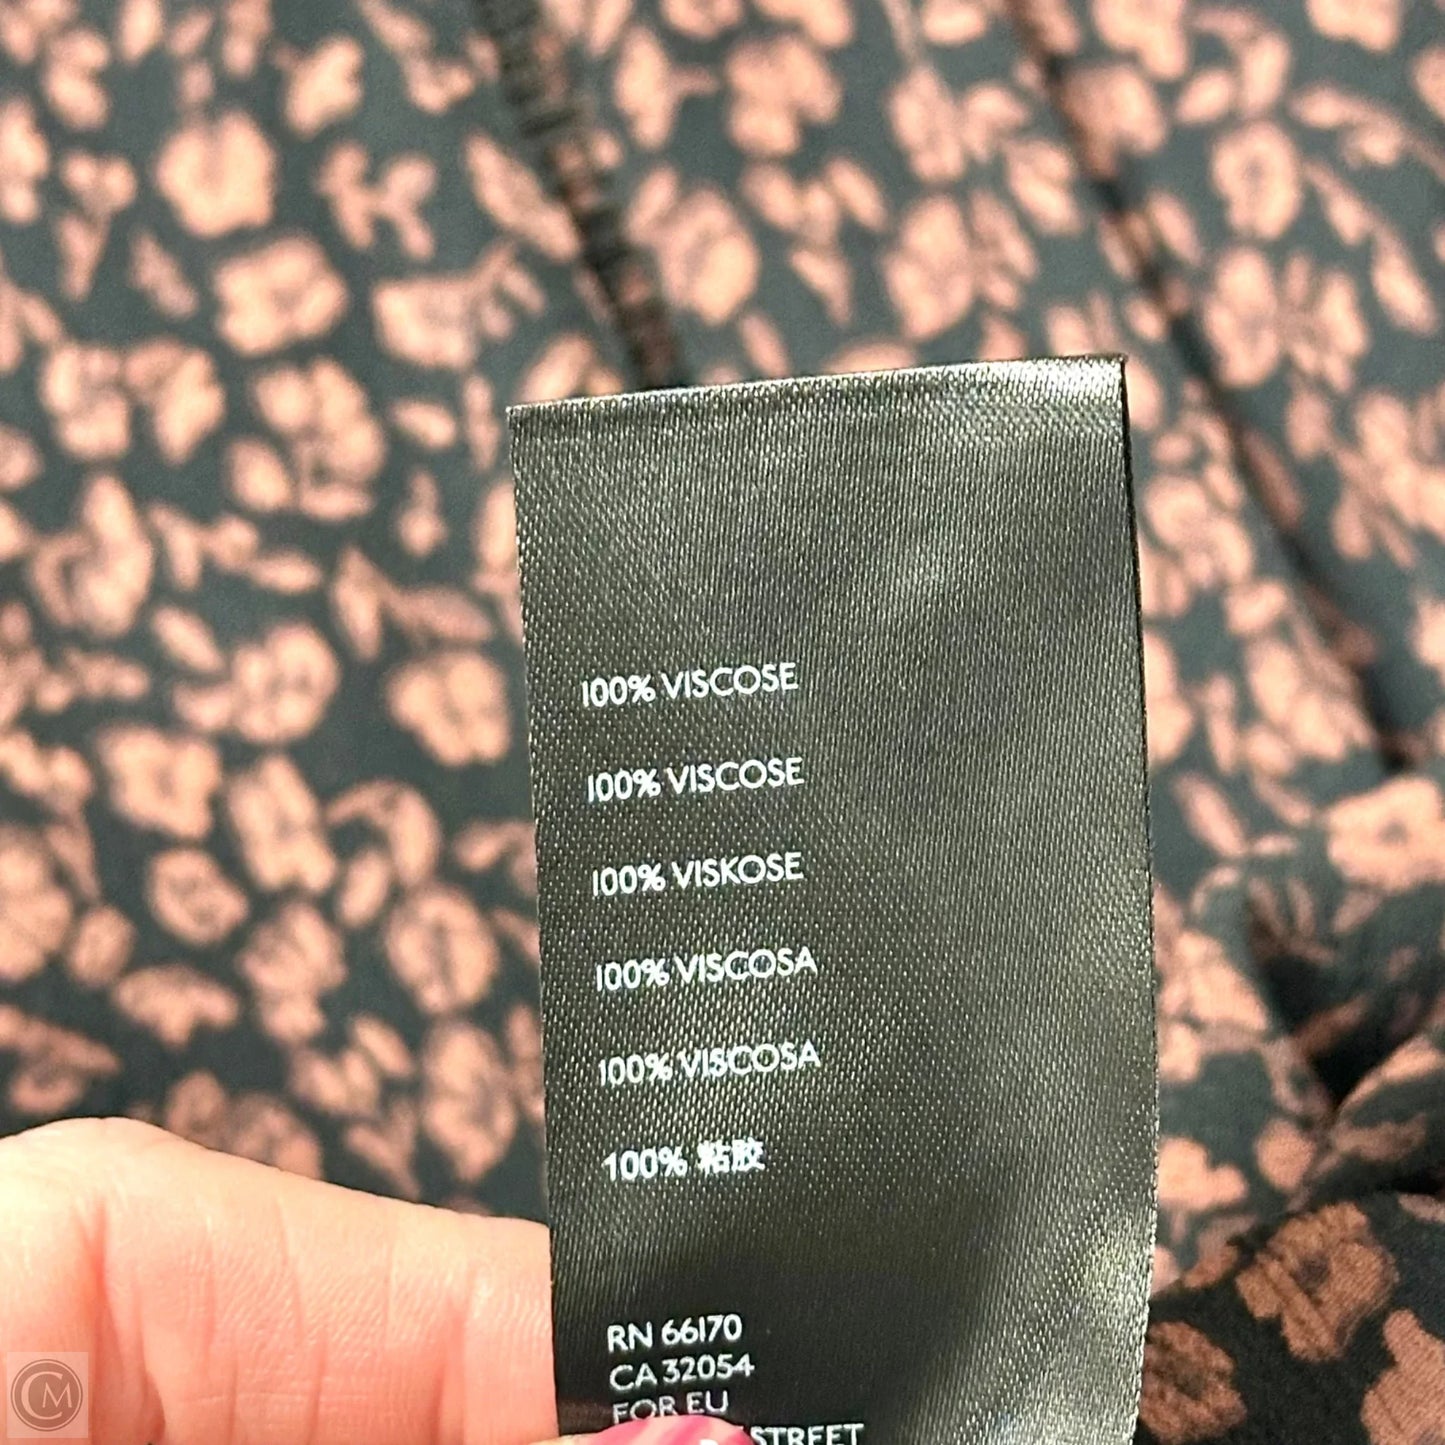 100% VISCOSE
100% VISCOSE
100% VISKOSE
100% VISCOSA
100% VISCOSA
100% 粘胶
RN 66170
CA 32054
FOR EU
STREET
CM